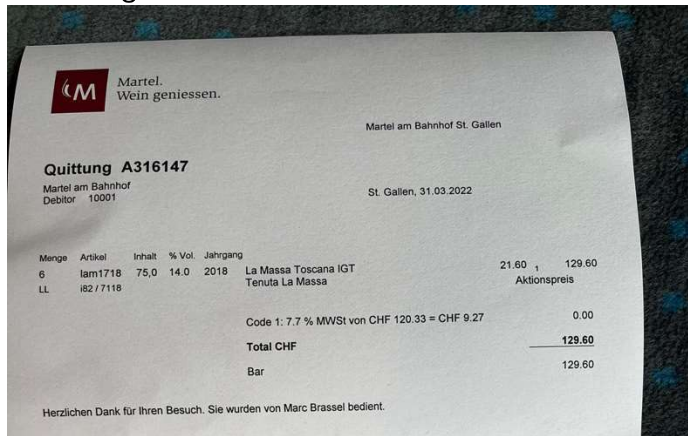 M Martel.
Wein geniessen.
Martel am Bahnhof St. Gallen
Quittung A316147
Martel am Bahnhof
Debitor 10001
St. Gallen, 31.03.2022
Menge Artikel Inhalt % Vol. Jahrgang
6 lam1718 75,0 14.0 2018 La Massa Toscana IGT 21.60 1 129.60
LL i82 / 7118 Tenuta La Massa Aktionspreis
Code 1: 7.7 % MWSt von CHF 120.33 = CHF 9.27 0.00
Total CHF 129.60
Bar 129.60
Herzlichen Dank für Ihren Besuch. Sie wurden von Marc Brassel bedient.